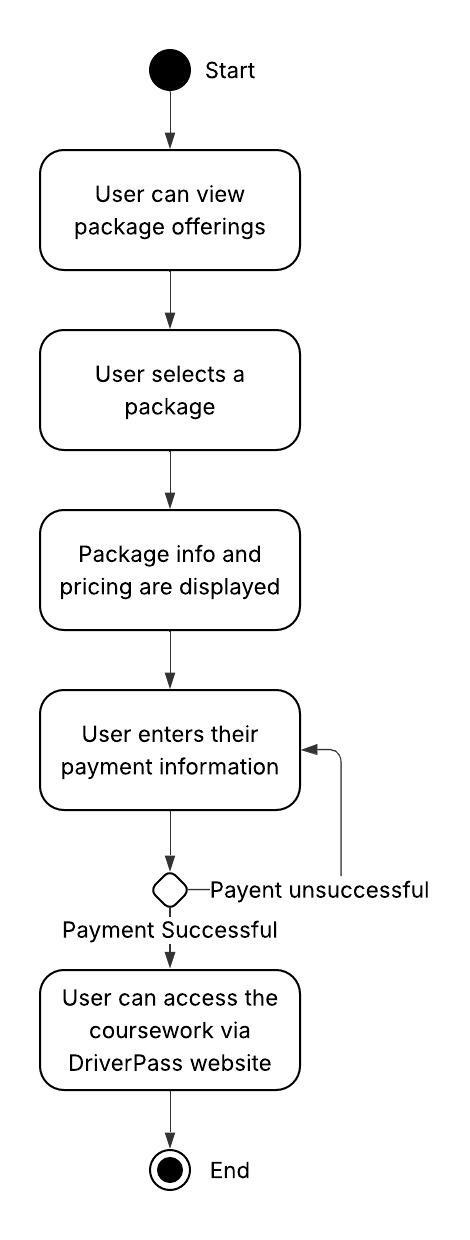 Start
User can view
package offerings
User selects a
package
Package info and
pricing are displayed
User enters their
payment information
Payent unsuccessful
Payment Successful
User can access the
coursework via
DriverPass website
End